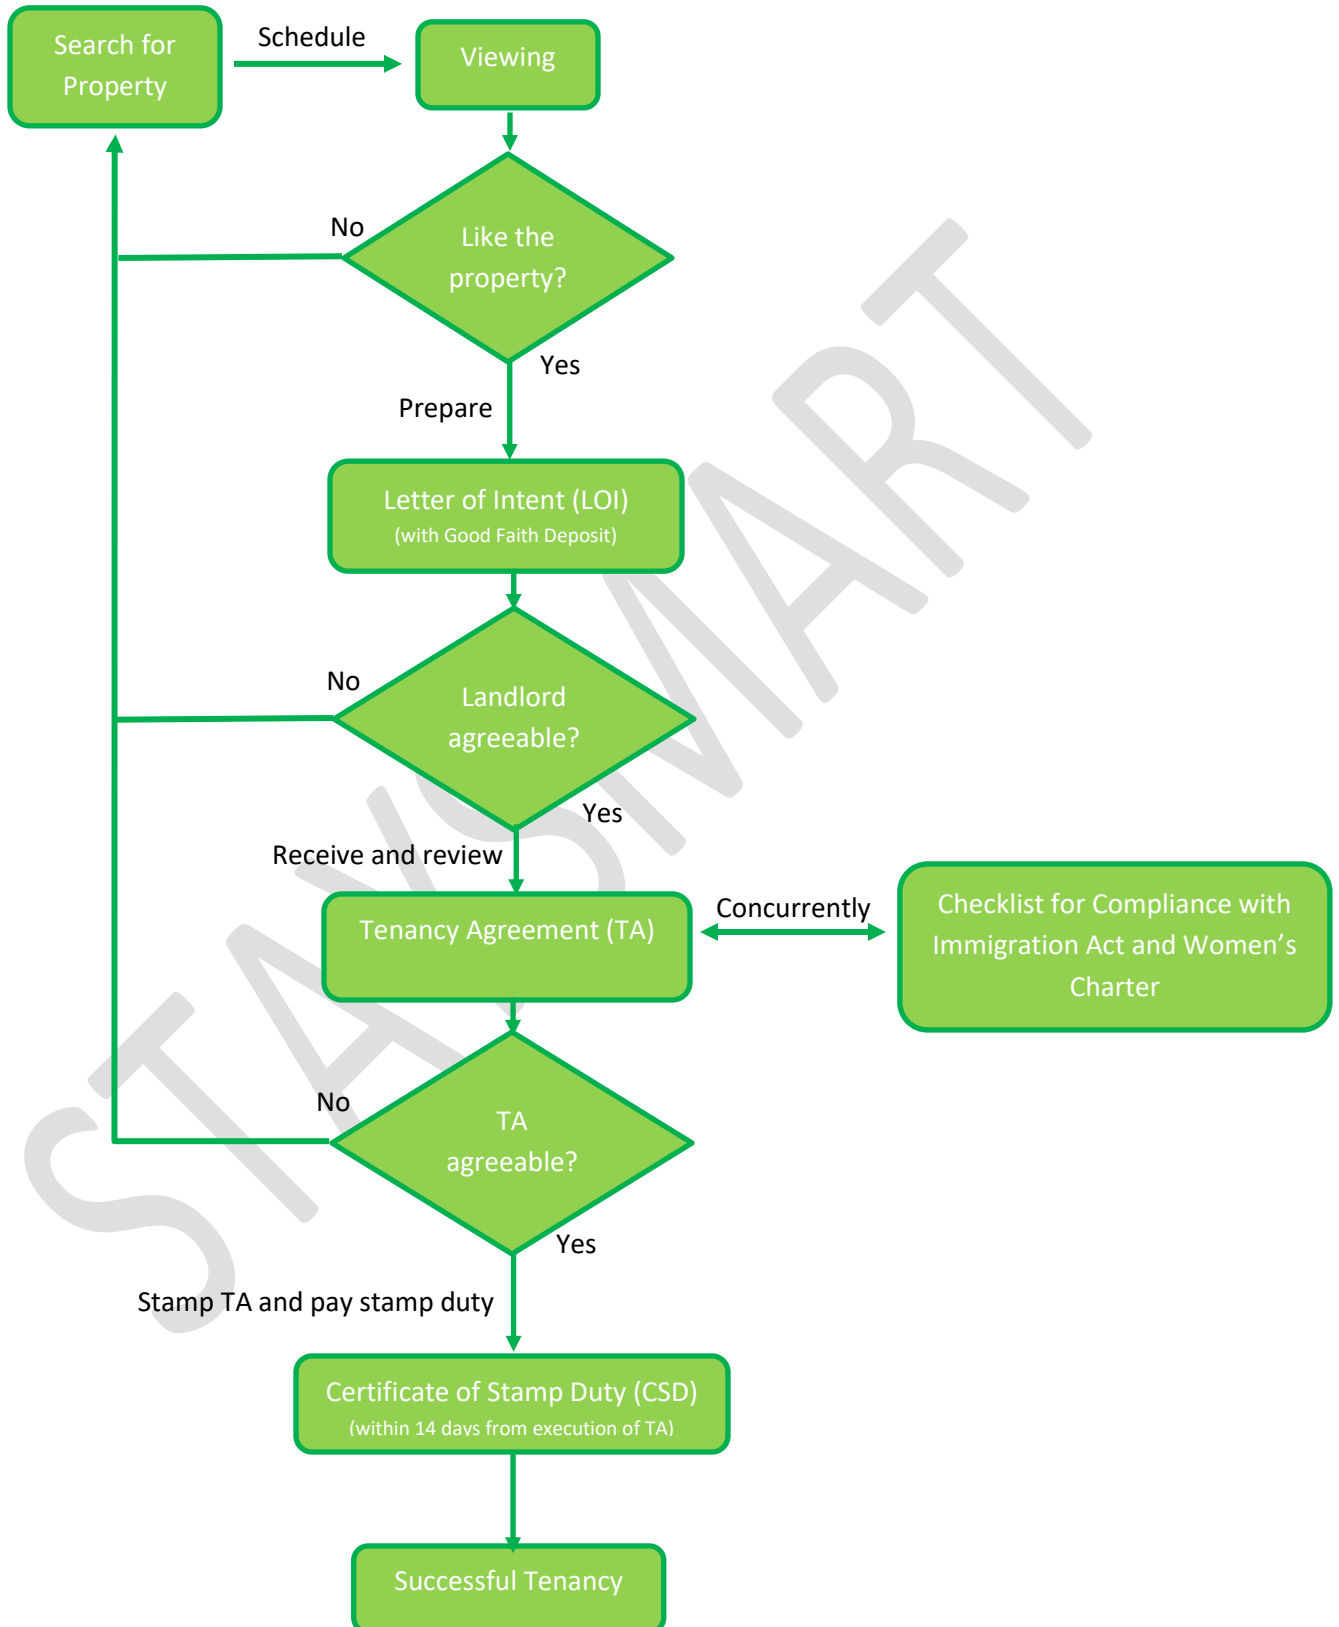 Search for
Property
Schedule
Viewing
No
Like the
property?
Yes
Prepare
Letter of Intent (LOI)
(with Good Faith Deposit)
No
Landlord
agreeable?
Yes
Receive and review
Tenancy Agreement (TA)
Concurrently
Checklist for Compliance with
Immigration Act and Women’s
Charter
No
TA
agreeable?
Yes
Stamp TA and pay stamp duty
Certificate of Stamp Duty (CSD)
(within 14 days from execution of TA)
Successful Tenancy
STAYSMART